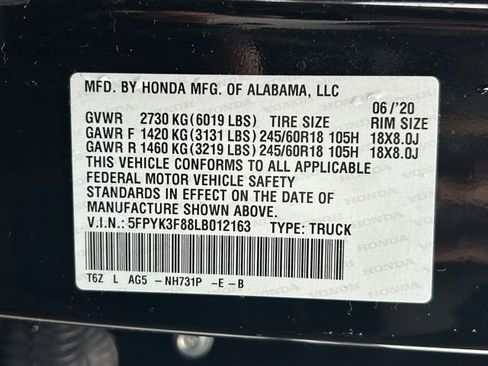 MFD. BY HONDA MFG. OF ALABAMA, LLC
06/'20
GVWR 2730 KG(6019 LBS) TIRE SIZE RIM SIZE
GAWR F 1420 KG(3131 LBS) 245/60R18 105H 18X8.0J
GAWR R 1460 KG(3219 LBS) 245/60R18 105H 18X8.0J
THIS VEHICLE CONFORMS TO ALL APPLICABLE
FEDERAL MOTOR VEHICLE SAFETY
STANDARDS IN EFFECT ON THE DATE OF
MANUFACTURE SHOWN ABOVE.
V.I.N.: 5FPYK3F88LB012163 TYPE: TRUCK
T6Z L AG5 -NH731P -E-B